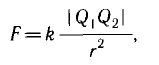 F = k |Q₁Q₂| / r²,